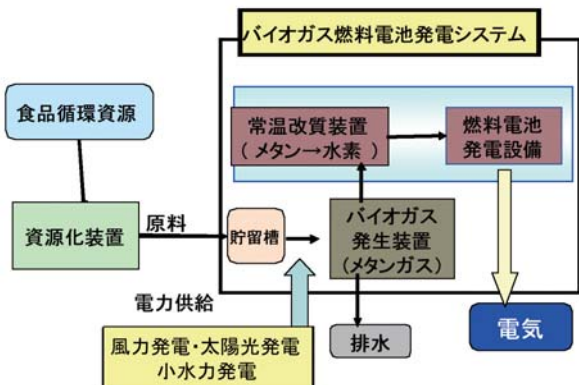 バイオガス燃料電池発電システム
食品循環資源
常温改質装置
（メタン→水素）
燃料電池
発電設備
資源化装置
原料
貯留槽
バイオガス
発生装置
(メタンガス)
電力供給
風力発電・太陽光発電
小水力発電
排水
電気